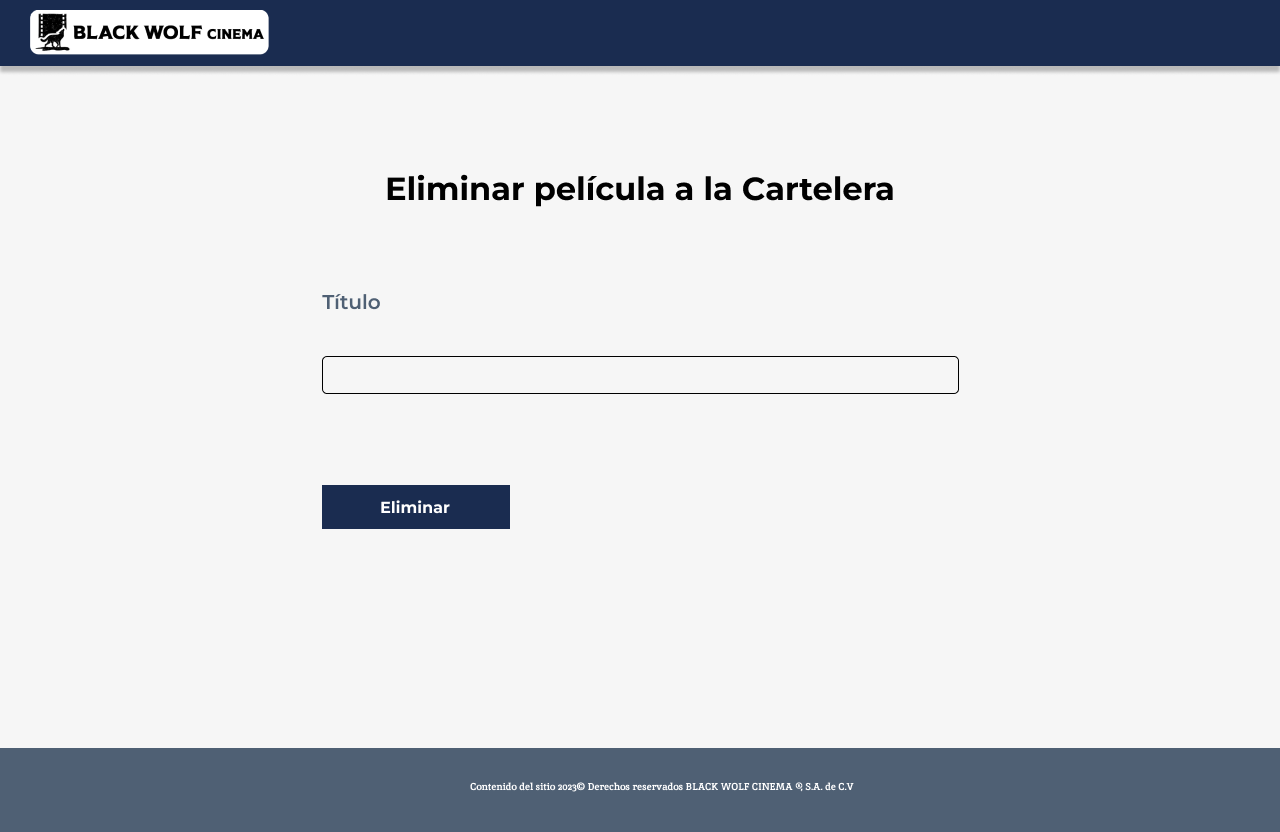 BLACK WOLF CINEMA
Eliminar película a la Cartelera
Título
Eliminar
Contenido del sitio 2023© Derechos reservados BLACK WOLF CINEMA ®, S.A. de C.V